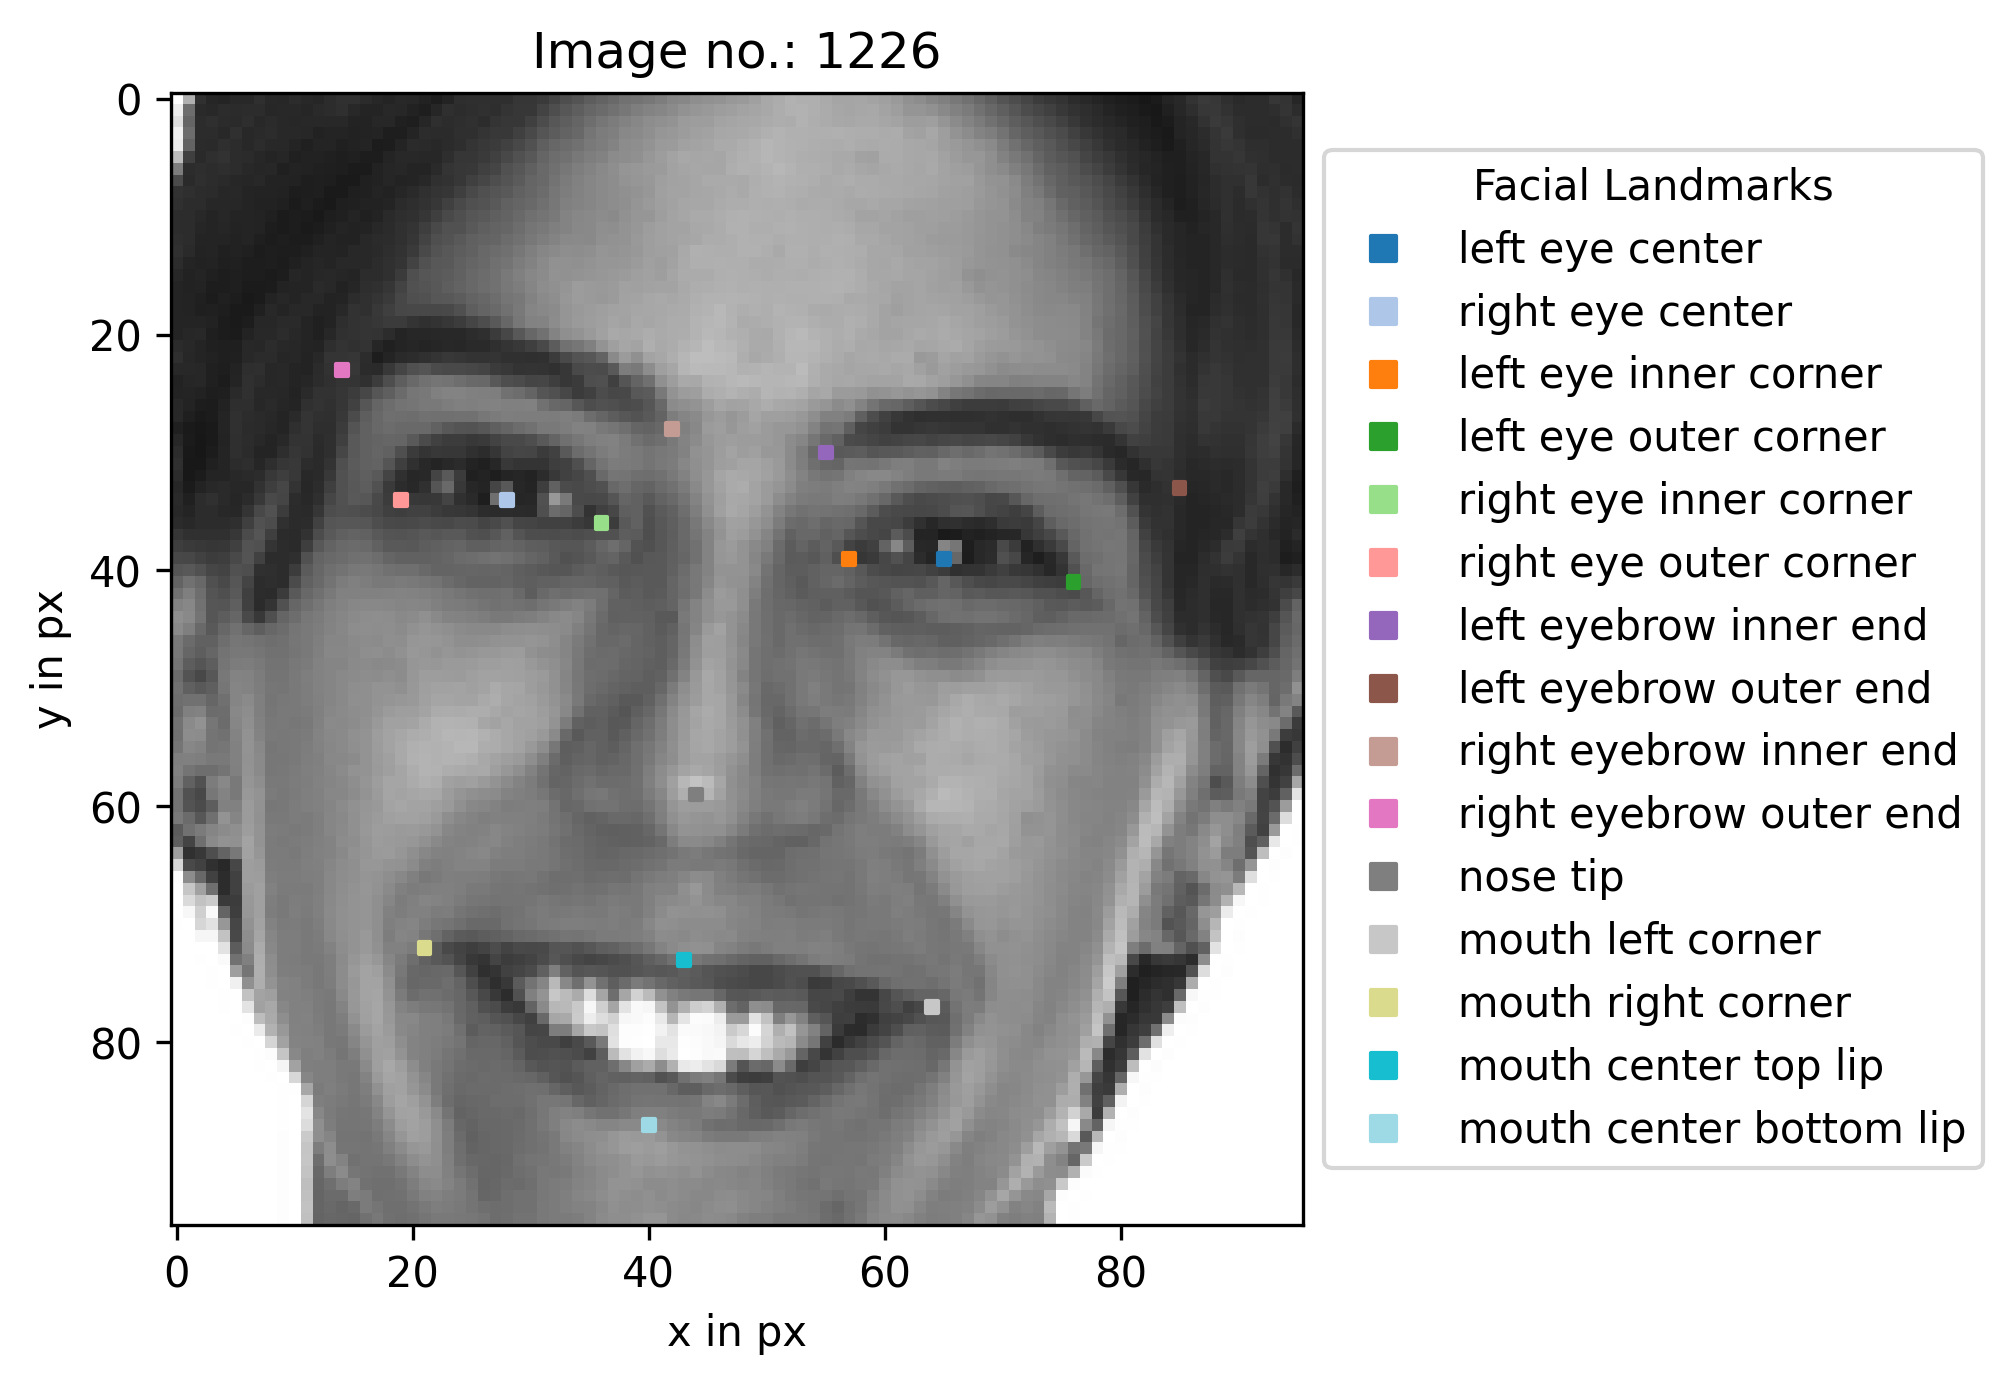 Image no.: 1226
0
20
40
60
80
y in px
0 20 40 60 80
x in px
Facial Landmarks
left eye center
right eye center
left eye inner corner
left eye outer corner
right eye inner corner
right eye outer corner
left eyebrow inner end
left eyebrow outer end
right eyebrow inner end
right eyebrow outer end
nose tip
mouth left corner
mouth right corner
mouth center top lip
mouth center bottom lip